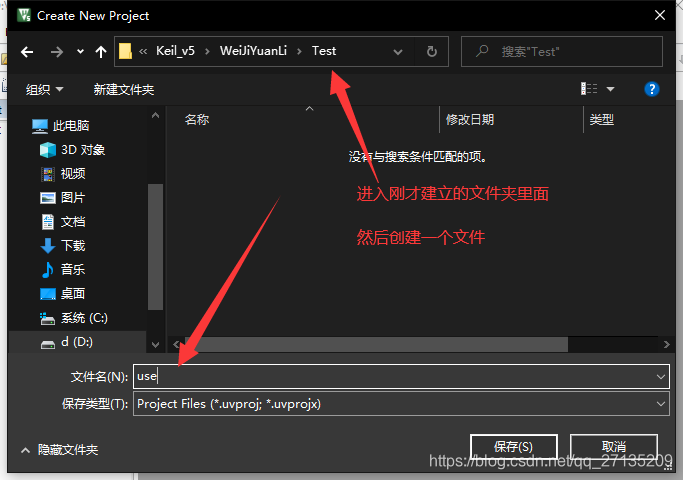 Create New Project
« Keil_v5 › WeiJiYuanLi › Test
搜索"Test"
组织
新建文件夹
名称
修改日期
类型
没有与搜索条件匹配的项。
此电脑
3D 对象
视频
图片
文档
下载
音乐
桌面
系统 (C:)
d (D:)
进入刚才建立的文件夹里面
然后创建一个文件
文件名(N):
use
保存类型(T):
Project Files (*.uvproj; *.uvprojx)
隐藏文件夹
保存(S)
取消
https://blog.csdn.net/qq_27135209